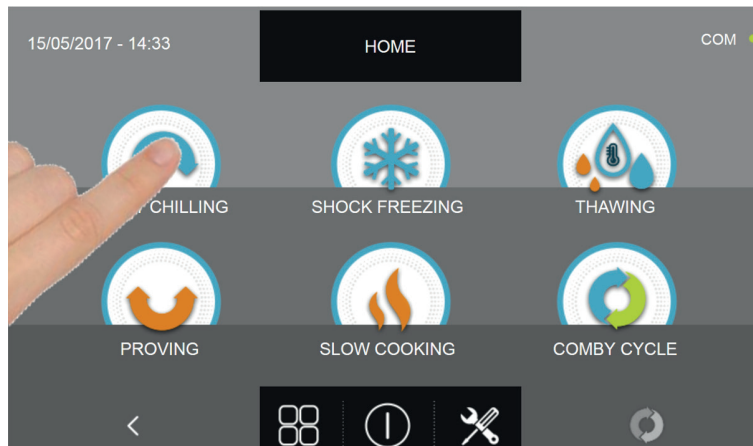 15/05/2017 - 14:33
HOME
COM
CHILLING
SHOCK FREEZING
THAWING
PROVING
SLOW COOKING
COMBY CYCLE